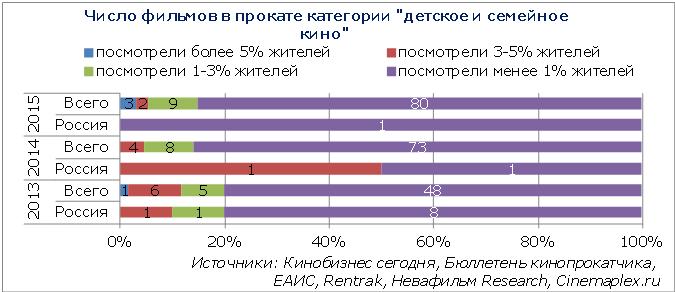 Число фильмов в прокате категории "детское и семейное
кино"
посмотрели более 5% жителей
посмотрели 3-5% жителей
посмотрели 1-3% жителей
посмотрели менее 1% жителей
2015
Всего 3 2 9 80
Россия 1
2014
Всего 4 8 73
Россия 1 1
2013
Всего 1 6 5 48
Россия 1 1 8
0% 20% 40% 60% 80% 100%
Источники: Кинобизнес сегодня, Бюллетень кинопрокатчика,
ЕАИС, Rentrak, Невафильм Research, Cinemaplex.ru